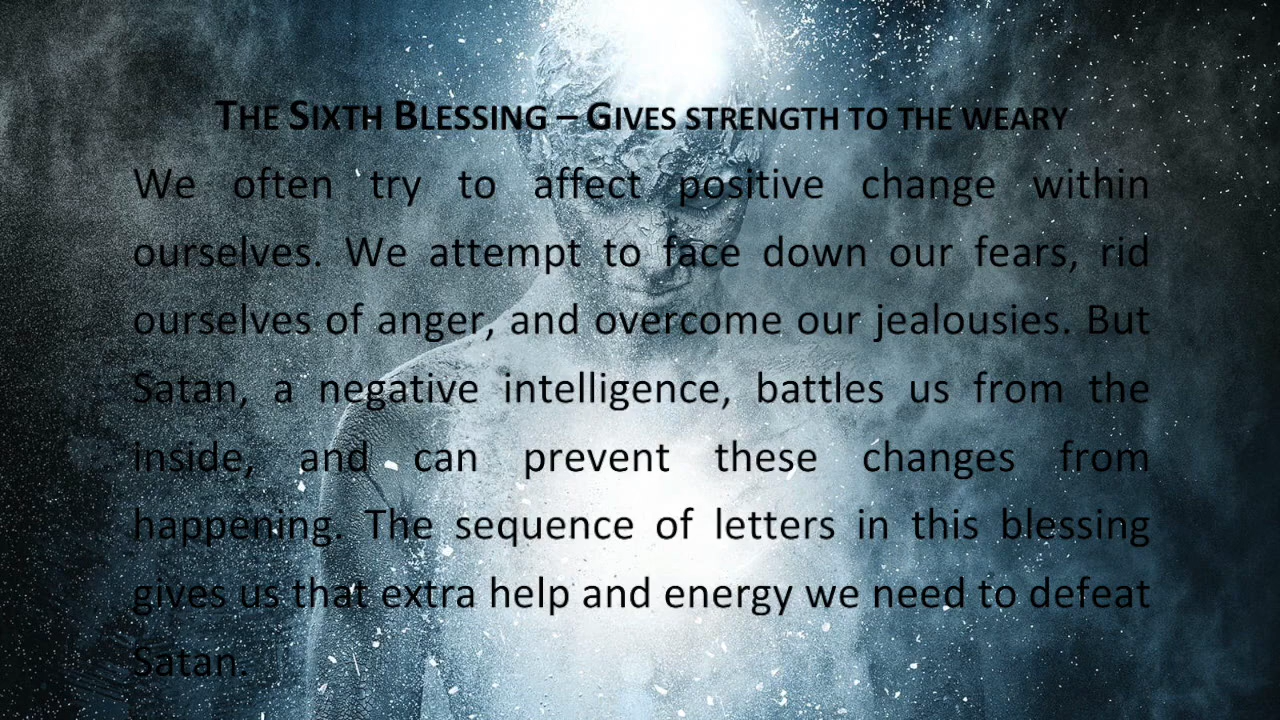 THE SIXTH BLESSING – GIVES STRENGTH TO THE WEARY
We often try to affect positive change within
ourselves. We attempt to face down our fears, rid
ourselves of anger, and overcome our jealousies. But
Satan, a negative intelligence, battles us from the
inside, and can prevent these changes from
happening. The sequence of letters in this blessing
gives us that extra help and energy we need to defeat
Satan.